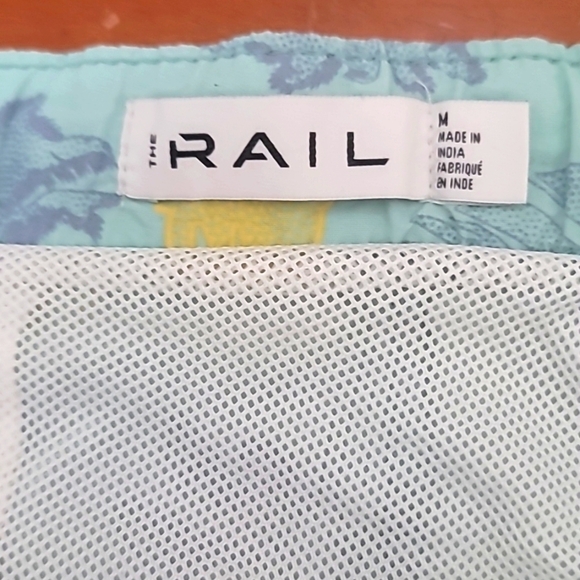 THE RAIL
M
MADE IN
INDIA
FABRIQUÉ
EN INDE